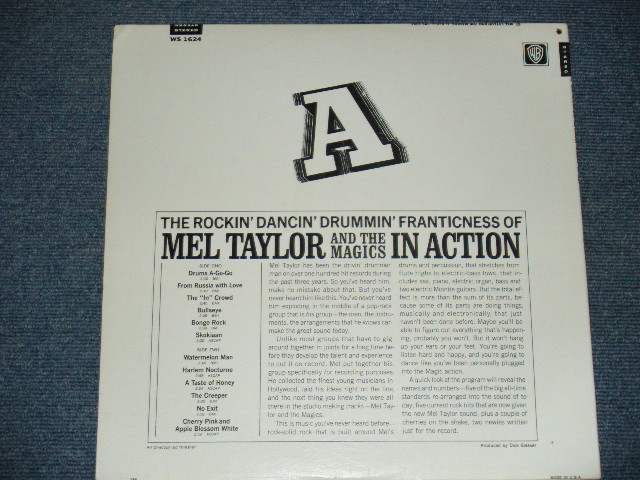 STEREO
WS 1624
WB
STEREO
A
THE ROCKIN' DANCIN' DRUMMIN' FRANTICNESS OF
MEL TAYLOR AND THE MAGICS IN ACTION
SIDE ONE
Drums A-Go-Go
From Russia with Love
The "In" Crowd
Bullseye
Bongo Rock
Skokiaan
SIDE TWO
Watermelon Man
Harlem Nocturne
A Taste of Honey
The Creeper
No Exit
Cherry Pink and
Apple Blossom White
Mel Taylor has been the drivin' drummer
man on over one hundred hit records during
the past three years. So you've heard him—
make no mistake about that. But you've
never heard him like this. You've never heard
him exploding in the middle of a pop-rock
group that is his group—the men, the instru-
ments, the arrangements that he knows can
make the great sound today.
Unlike most groups that have to gig
around together in joints for a long time be-
fore they develop the talent and experience
to cut it on record, Mel put together his
group specifically for recording purposes.
He collected the finest young musicians in
Hollywood, laid his ideas right on the line,
and the next thing you knew they were all
there in the studio making tracks—Mel Tay-
lor and the Magics.
This is music you've never heard before—
rock-solid rock that is built around Mel's
drums and percussion, that stretches from
flute highs to electric-bass lows, that in-
cludes sax, piano, electric organ, bass and
two electric Mosrite guitars. But the total ef-
fect is more than the sum of its parts, be-
cause some of its parts are doing things,
musically and electronically, that just
haven't been done before. Maybe you'll be
able to figure out everything that's happen-
ing, probably you won't. But don't hang
up your ears or your feet. You're going to
listen hard and happy, and you're going to
dance like you've been personally plugged
into the Magic action.
A quick look at the program will reveal the
names and numbers—five of the big all-time
standards re-arranged into the sound of to-
day, five current rock hits that are now given
the new Mel Taylor sound, plus a couple of
cherries on the shake, two newies written
just for the record.
Produced by Dick Glasser
MADE IN U.S.A.